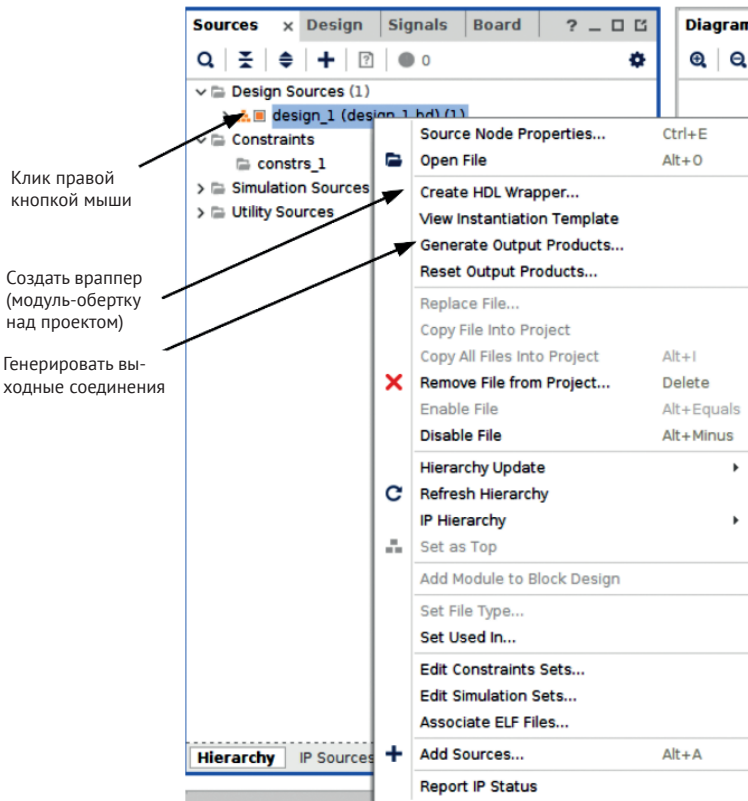 Sources x Design Signals Board ? _
Diagram
0
Design Sources (1)
design_1 (design_1.bd) (1)
Constraints
constrs_1
Simulation Sources
Utility Sources
Hierarchy IP Sources
Клик правой
кнопкой мыши
Создать враппер
(модуль-обертку
над проектом)
Генерировать вы-
ходные соединения
Source Node Properties... Ctrl+E
Open File Alt+O
Create HDL Wrapper...
View Instantiation Template
Generate Output Products...
Reset Output Products...
Replace File...
Copy File Into Project
Copy All Files Into Project Alt+I
Remove File from Project... Delete
Enable File Alt+Equals
Disable File Alt+Minus
Hierarchy Update
Refresh Hierarchy
IP Hierarchy
Set as Top
Add Module to Block Design
Set File Type...
Set Used In...
Edit Constraints Sets...
Edit Simulation Sets...
Associate ELF Files...
Add Sources... Alt+A
Report IP Status